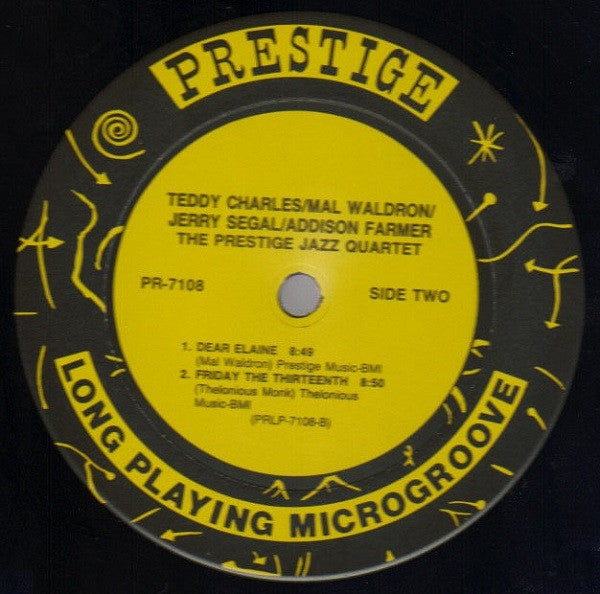 PRESTIGE
TEDDY CHARLES/MAL WALDRON/
JERRY SEGAL/ADDISON FARMER
THE PRESTIGE JAZZ QUARTET
PR-7108
SIDE TWO
1. DEAR ELAINE 8:49
(Mal Waldron) Prestige Music-BMI
2. FRIDAY THE THIRTEENTH 8:50
(Thelonious Monk) Thelonious
Music-BMI
(PRLP-7108-B)
LONG PLAYING MICROGROOVE